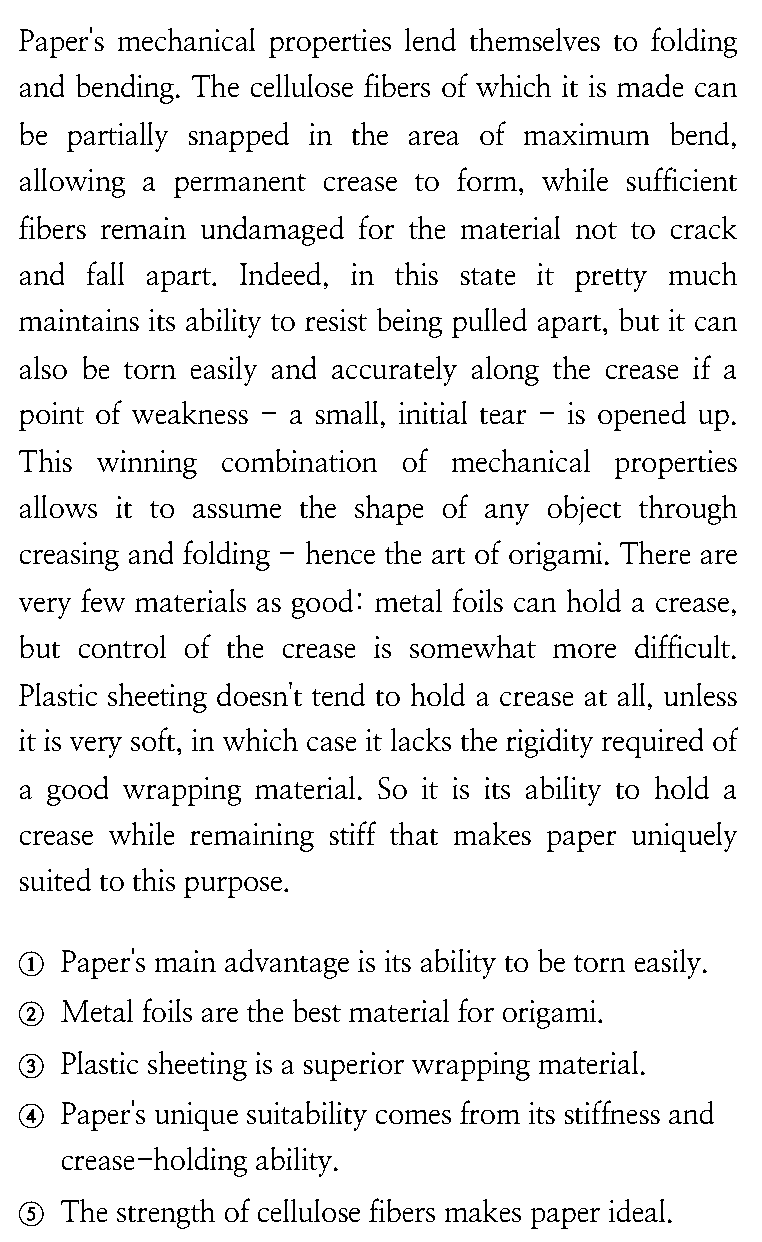 Paper's mechanical properties lend themselves to folding
and bending. The cellulose fibers of which it is made can
be partially snapped in the area of maximum bend,
allowing a permanent crease to form, while sufficient
fibers remain undamaged for the material not to crack
and fall apart. Indeed, in this state it pretty much
maintains its ability to resist being pulled apart, but it can
also be torn easily and accurately along the crease if a
point of weakness - a small, initial tear - is opened up.
This winning combination of mechanical properties
allows it to assume the shape of any object through
creasing and folding - hence the art of origami. There are
very few materials as good: metal foils can hold a crease,
but control of the crease is somewhat more difficult.
Plastic sheeting doesn't tend to hold a crease at all, unless
it is very soft, in which case it lacks the rigidity required of
a good wrapping material. So it is its ability to hold a
crease while remaining stiff that makes paper uniquely
suited to this purpose.
① Paper's main advantage is its ability to be torn easily.
② Metal foils are the best material for origami.
③ Plastic sheeting is a superior wrapping material.
④ Paper's unique suitability comes from its stiffness and
crease-holding ability.
⑤ The strength of cellulose fibers makes paper ideal.